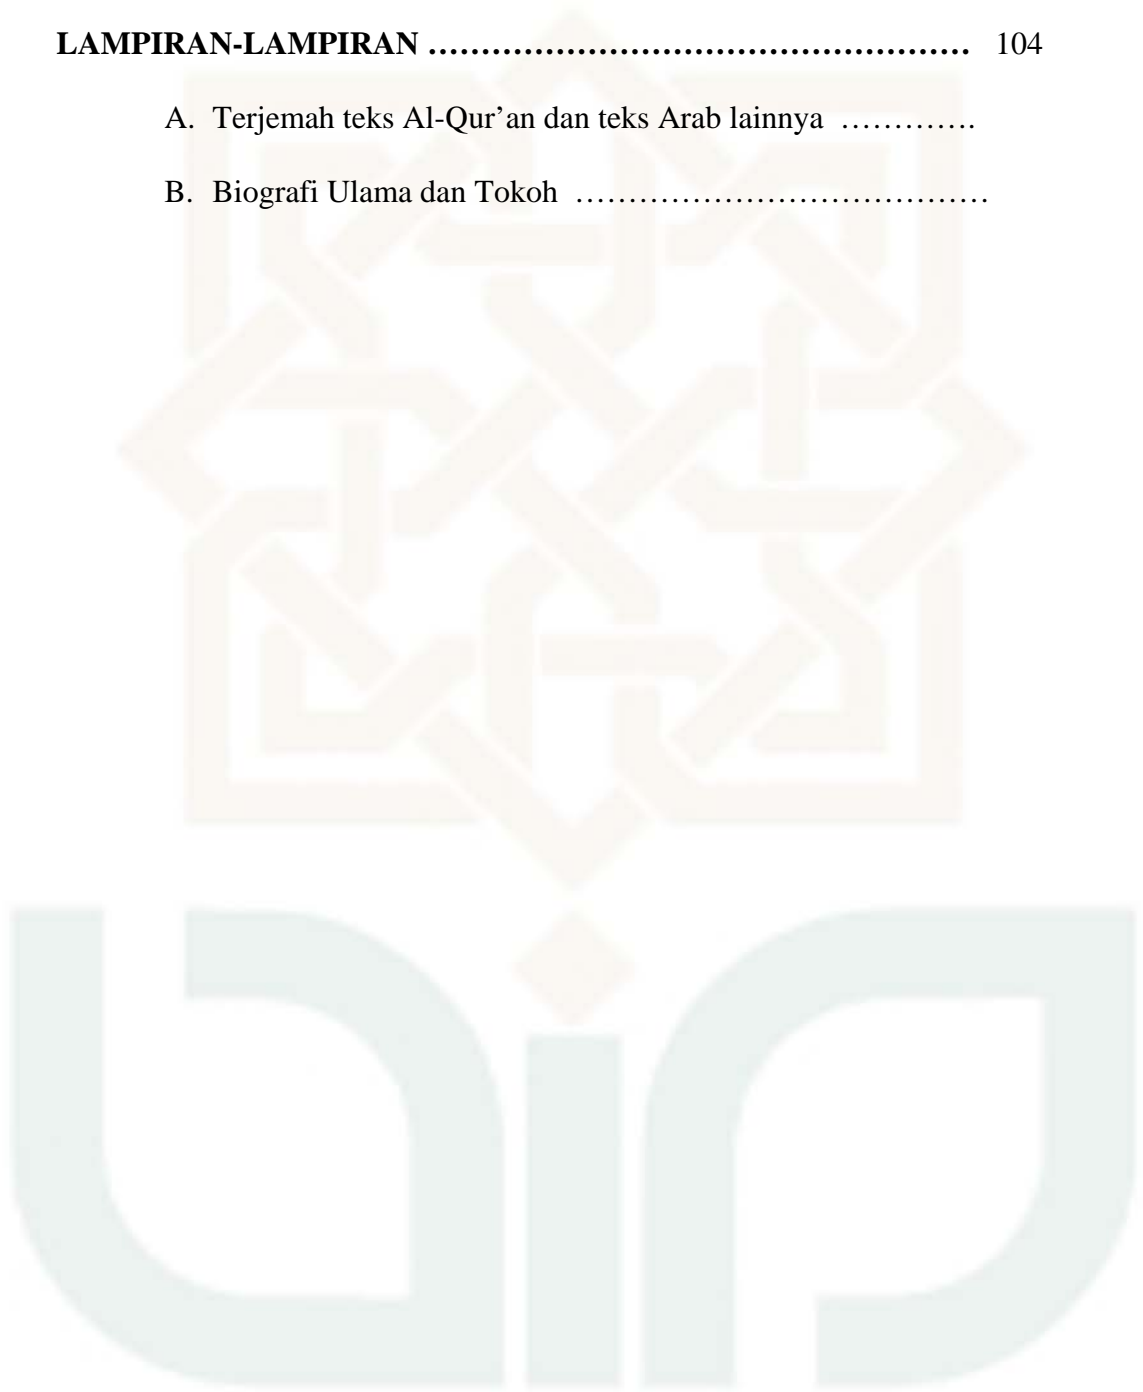 LAMPIRAN-LAMPIRAN …………………………………………… 104
A. Terjemah teks Al-Qur’an dan teks Arab lainnya ………….
B. Biografi Ulama dan Tokoh …………………………………